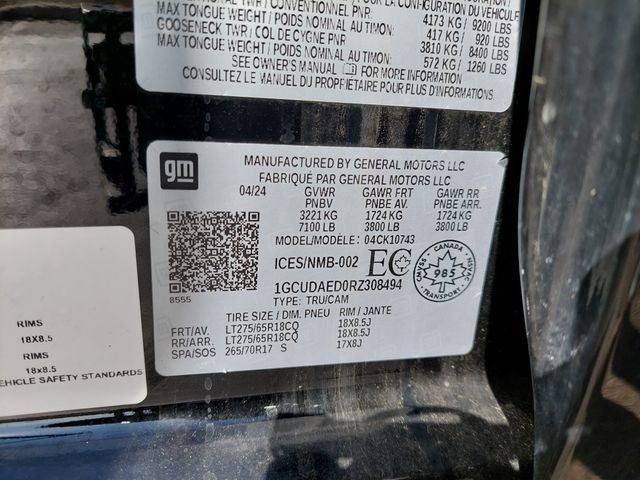 CONVENTIONAL TWR / CONVENTIONNEL PNR:
MAX TONGUE WEIGHT / POIDS NOMINAL AU TIMON:
GOOSENECK TWR / COL DE CYGNE PNR
MAX TONGUE WEIGHT / POIDS NOMINAL AU TIMON:
4173 KG / 9200 LBS
417 KG / 920 LBS
3810 KG / 8400 LBS
572 KG / 1260 LBS
SEE OWNER'S MANUAL FOR MORE INFORMATION
CONSULTEZ LE MANUEL DU PROPRIÉTAIRE POUR PLUS D'INFORMATIONS
gm
MANUFACTURED BY GENERAL MOTORS LLC
FABRIQUÉ PAR GENERAL MOTORS LLC
04/24 GVWR GAWR FRT GAWR RR
PNBV PNBE AV. PNBE ARR.
3221 KG 1724 KG 1724 KG
7100 LB 3800 LB 3800 LB
MODEL/MODÈLE: 04CK10743
ICES/NMB-002 EC
CANADA
985
TRANSPORT
8555
1GCUDAED0RZ308494
TYPE: TRU/CAM
TIRE SIZE / DIM. PNEU RIM / JANTE
FRT/AV. LT275/65R18CQ 18X8.5J
RR/ARR. LT275/65R18CQ 18X8.5J
SPA/SOS 265/70R17 S 17X8J
RIMS
18X8.5
RIMS
18x8.5
VEHICLE SAFETY STANDARDS